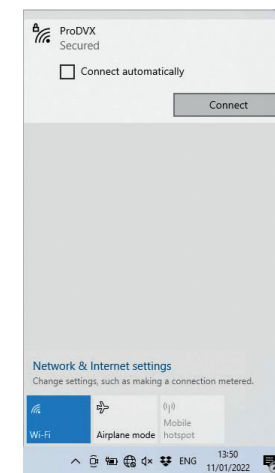 ProDVX
Secured
Connect automatically
Connect
Network & Internet settings
Change settings, such as making a connection metered.
Wi-Fi
Airplane mode
Mobile
hotspot
ENG
13:50
11/01/2022